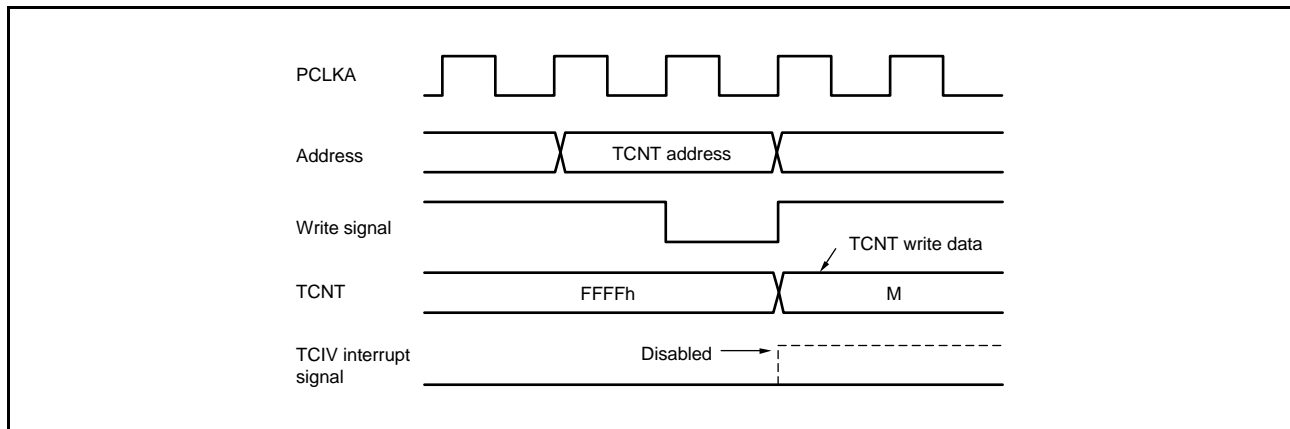 PCLKA
Address
TCNT address
Write signal
TCNT write data
TCNT
FFFFh
M
TCIV interrupt
signal
Disabled